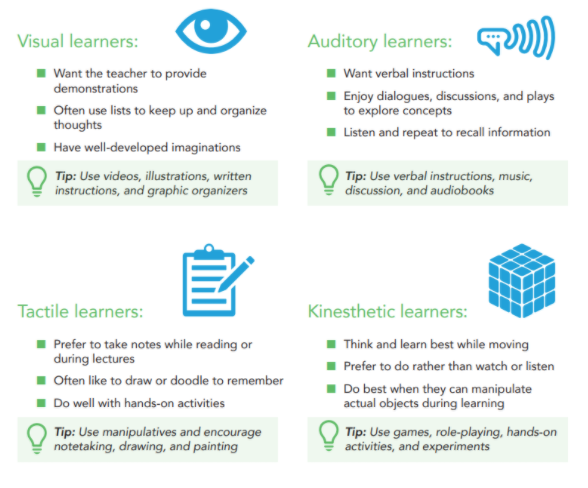 Visual learners:
Want the teacher to provide
demonstrations
Often use lists to keep up and organize
thoughts
Have well-developed imaginations
Tip: Use videos, illustrations, written
instructions, and graphic organizers
Auditory learners:
Want verbal instructions
Enjoy dialogues, discussions, and plays
to explore concepts
Listen and repeat to recall information
Tip: Use verbal instructions, music,
discussion, and audiobooks
Tactile learners:
Prefer to take notes while reading or
during lectures
Often like to draw or doodle to remember
Do well with hands-on activities
Tip: Use manipulatives and encourage
notetaking, drawing, and painting
Kinesthetic learners:
Think and learn best while moving
Prefer to do rather than watch or listen
Do best when they can manipulate
actual objects during learning
Tip: Use games, role-playing, hands-on
activities, and experiments